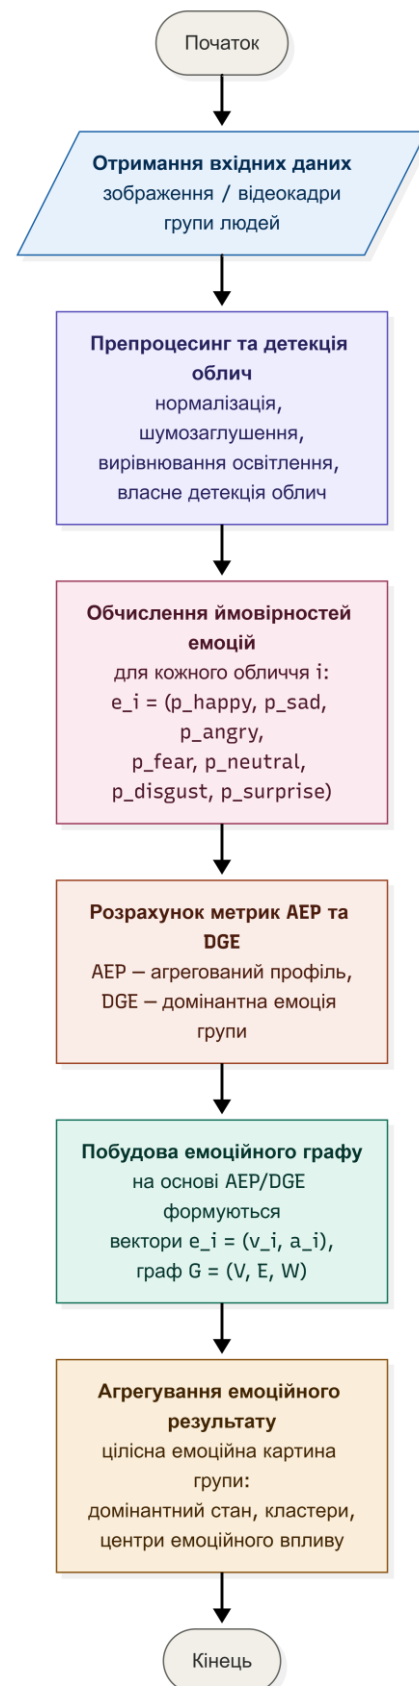 Початок
Отримання вхідних даних
зображення / відеокадри
групи людей
Препроцесинг та детекція
облич
нормалізація,
шумозаглушення,
вирівнювання освітлення,
власне детекція облич
Обчислення ймовірностей
емоцій
для кожного обличчя i:
e_i = (p_happy, p_sad,
p_angry,
p_fear, p_neutral,
p_disgust, p_surprise)
Розрахунок метрик AEP та
DGE
AEP — агрегований профіль,
DGE — домінантна емоція
групи
Побудова емоційного графу
на основі AEP/DGE
формуються
вектори e_i = (v_i, a_i),
граф G = (V, E, W)
Агрегування емоційного
результату
цілісна емоційна картина
групи:
домінантний стан, кластери,
центри емоційного впливу
Кінець